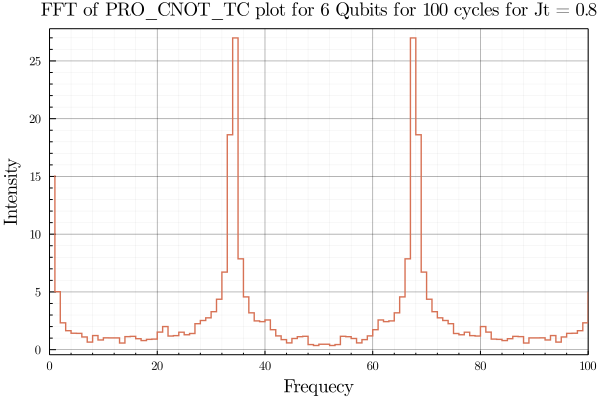 FFT of PRO_CNOT_TC plot for 6 Qubits for 100 cycles for Jt = 0.8
Intensity
25
20
15
10
5
0
0 20 40 60 80 100
Frequecy